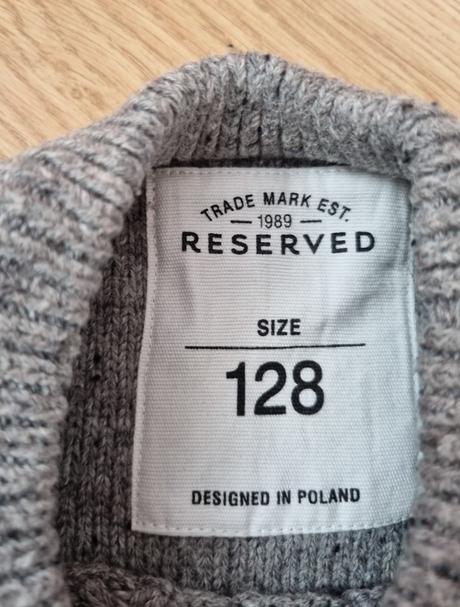 TRADE MARK EST.
— 1989 —
RESERVED
SIZE
128
DESIGNED IN POLAND